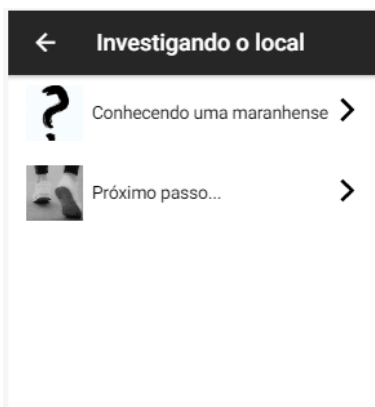 Investigando o local
Conhecendo uma maranhense
Próximo passo...